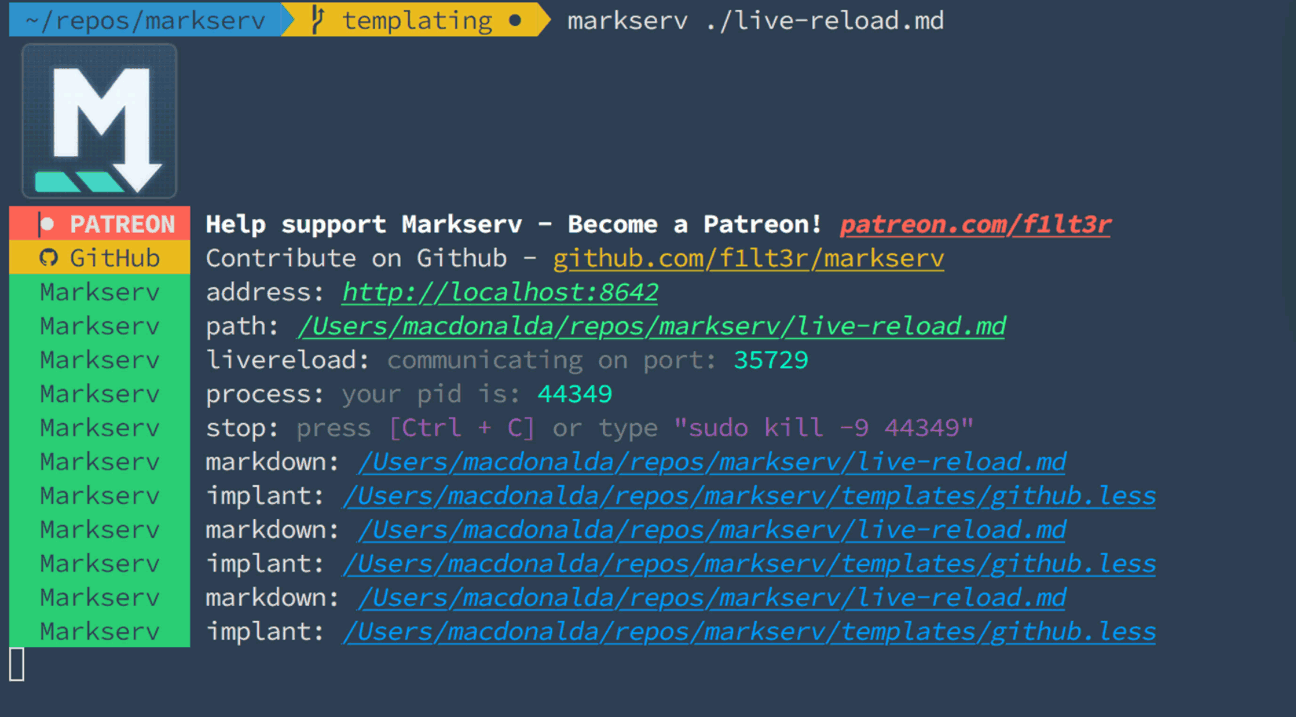 ~/repos/markserv templating ● markserv ./live-reload.md
M
PATREON Help support Markserv – Become a Patreon! patreon.com/f1lt3r
GitHub Contribute on Github – github.com/f1lt3r/markserv
Markserv address: http://localhost:8642
Markserv path: /Users/macdonalda/repos/markserv/live-reload.md
Markserv livereload: communicating on port: 35729
Markserv process: your pid is: 44349
Markserv stop: press [Ctrl + C] or type "sudo kill -9 44349"
Markserv markdown: /Users/macdonalda/repos/markserv/live-reload.md
Markserv implant: /Users/macdonalda/repos/markserv/templates/github.less
Markserv markdown: /Users/macdonalda/repos/markserv/live-reload.md
Markserv implant: /Users/macdonalda/repos/markserv/templates/github.less
Markserv markdown: /Users/macdonalda/repos/markserv/live-reload.md
Markserv implant: /Users/macdonalda/repos/markserv/templates/github.less